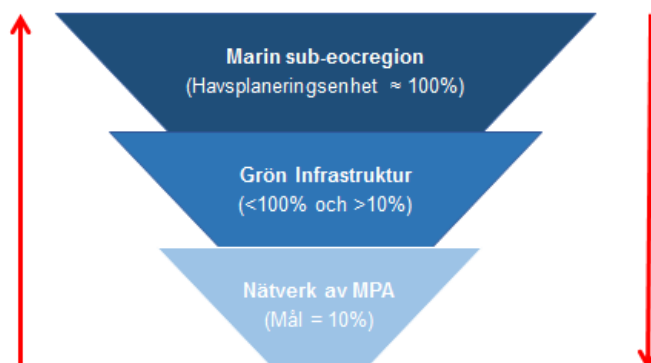 Marin sub-eocregion
(Havsplaneringsenhet ≈ 100%)
Grön Infrastruktur
(<100% och >10%)
Nätverk av MPA
(Mål = 10%)